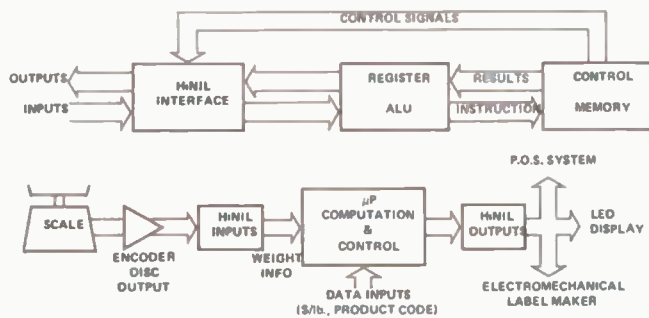 CONTROL SIGNALS
OUTPUTS
INPUTS
HiNIL
INTERFACE
REGISTER
ALU
RESULTS
INSTRUCTION
CONTROL
MEMORY
P.O.S. SYSTEM
SCALE
ENCODER
DISC
OUTPUT
HiNIL
INPUTS
WEIGHT
INFO
µP
COMPUTATION
&
CONTROL
DATA INPUTS
($/lb., PRODUCT CODE)
HiNIL
OUTPUTS
LED
DISPLAY
ELECTROMECHANICAL
LABEL MAKER